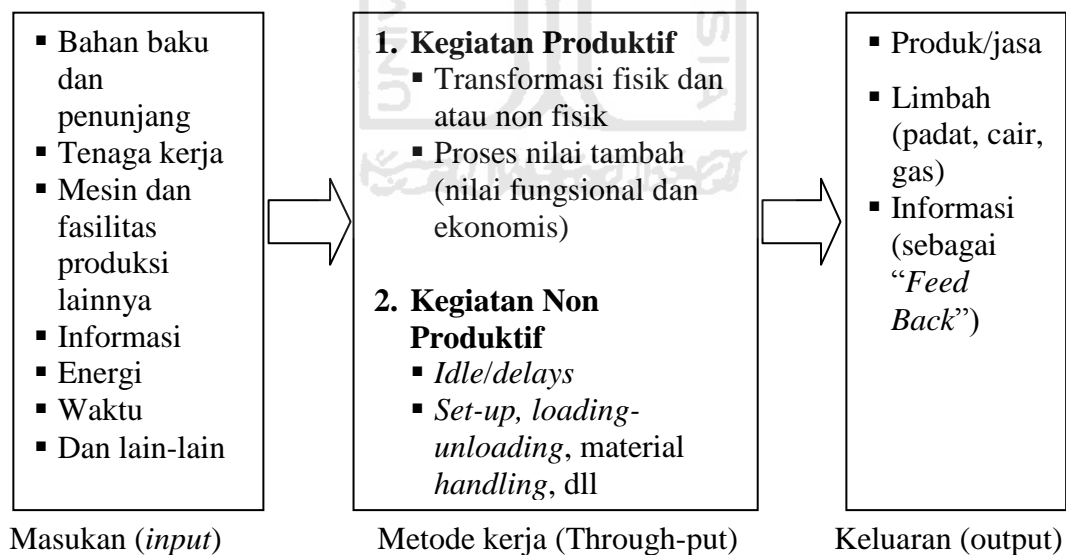 ▪ Bahan baku
dan
penunjang
▪ Tenaga kerja
▪ Mesin dan
fasilitas
produksi
lainnya
▪ Informasi
▪ Energi
▪ Waktu
▪ Dan lain-lain
Masukan (input)
1. Kegiatan Produktif
▪ Transformasi fisik dan
atau non fisik
▪ Proses nilai tambah
(nilai fungsional dan
ekonomis)
2. Kegiatan Non
Produktif
▪ Idle/delays
▪ Set-up, loading-
unloading, material
handling, dll
Metode kerja (Through-put)
▪ Produk/jasa
▪ Limbah
(padat, cair,
gas)
▪ Informasi
(sebagai
“Feed
Back”)
Keluaran (output)